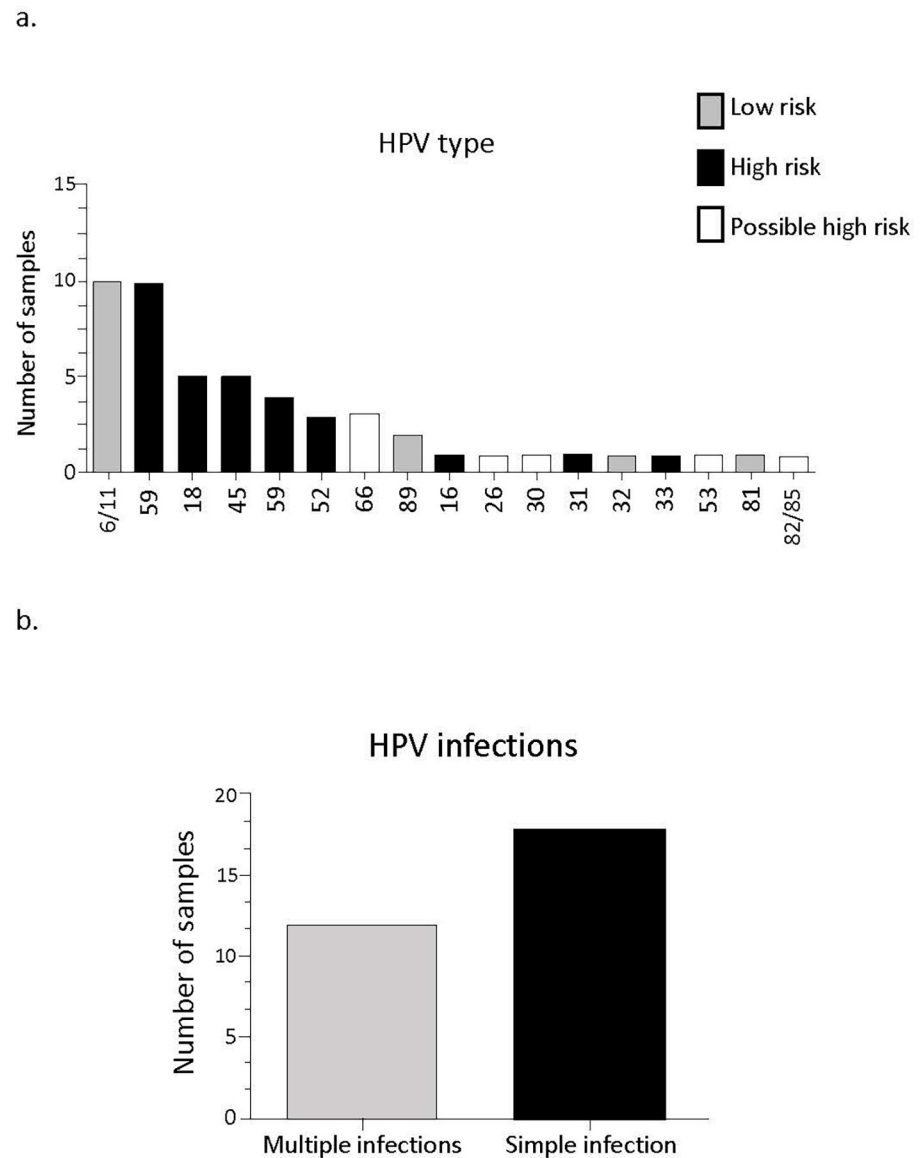 a.
Low risk
HPV type
High risk
Possible high risk
Number of samples
15
10
5
0
6/11 59 18 45 59 52 66 89 16 26 30 31 32 33 53 81 82/85
b.
HPV infections
Number of samples
20
15
10
5
0
Multiple infections Simple infection